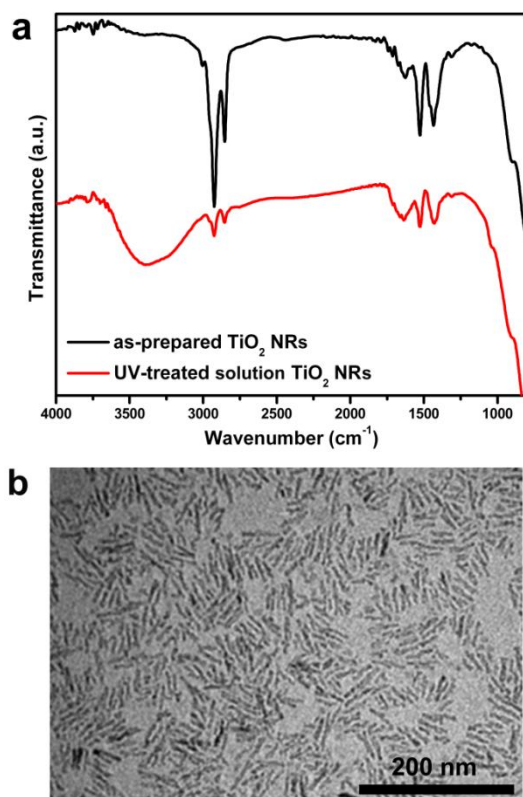 a
Transmittance (a.u.)
as-prepared TiO₂ NRs
UV-treated solution TiO₂ NRs
4000 3500 3000 2500 2000 1500 1000
Wavenumber (cm⁻¹)
b
200 nm